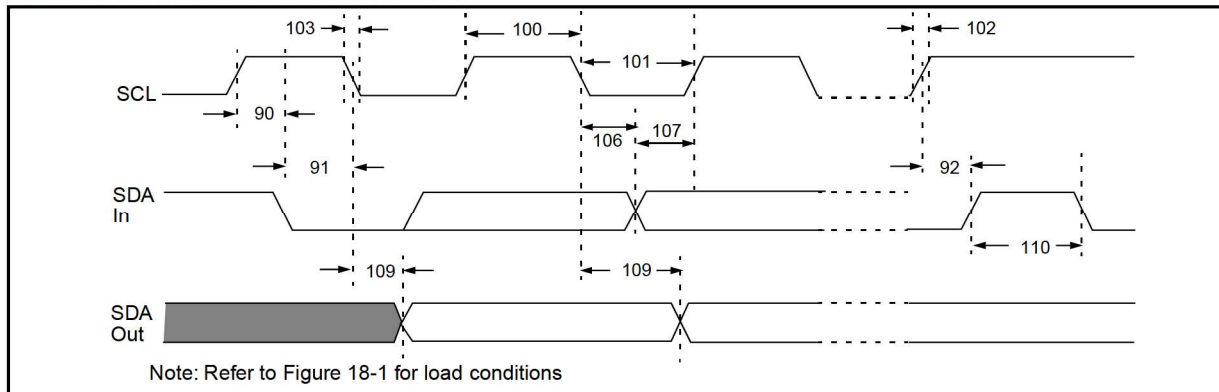 103
100
102
101
SCL
90
106
107
91
92
SDA
In
110
109
109
SDA
Out
Note: Refer to Figure 18-1 for load conditions